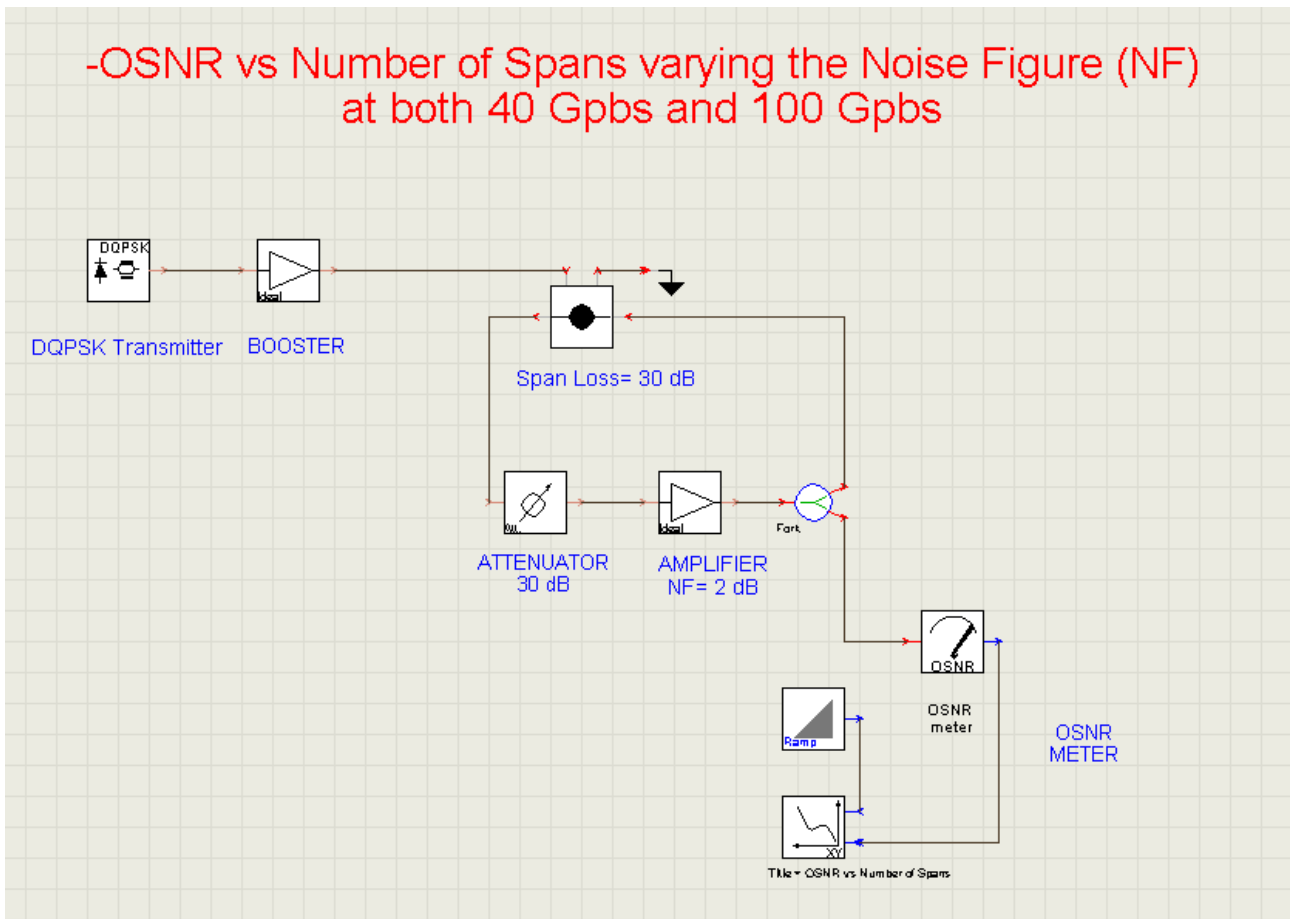 -OSNR vs Number of Spans varying the Noise Figure (NF)
at both 40 Gpbs and 100 Gpbs
DQPSK
Ideal
DQPSK Transmitter
BOOSTER
Span Loss= 30 dB
Att.
Ideal
Fork
ATTENUATOR
30 dB
AMPLIFIER
NF= 2 dB
OSNR
OSNR
meter
Ramp
OSNR
METER
XY
Title = OSNR vs Number of Spans